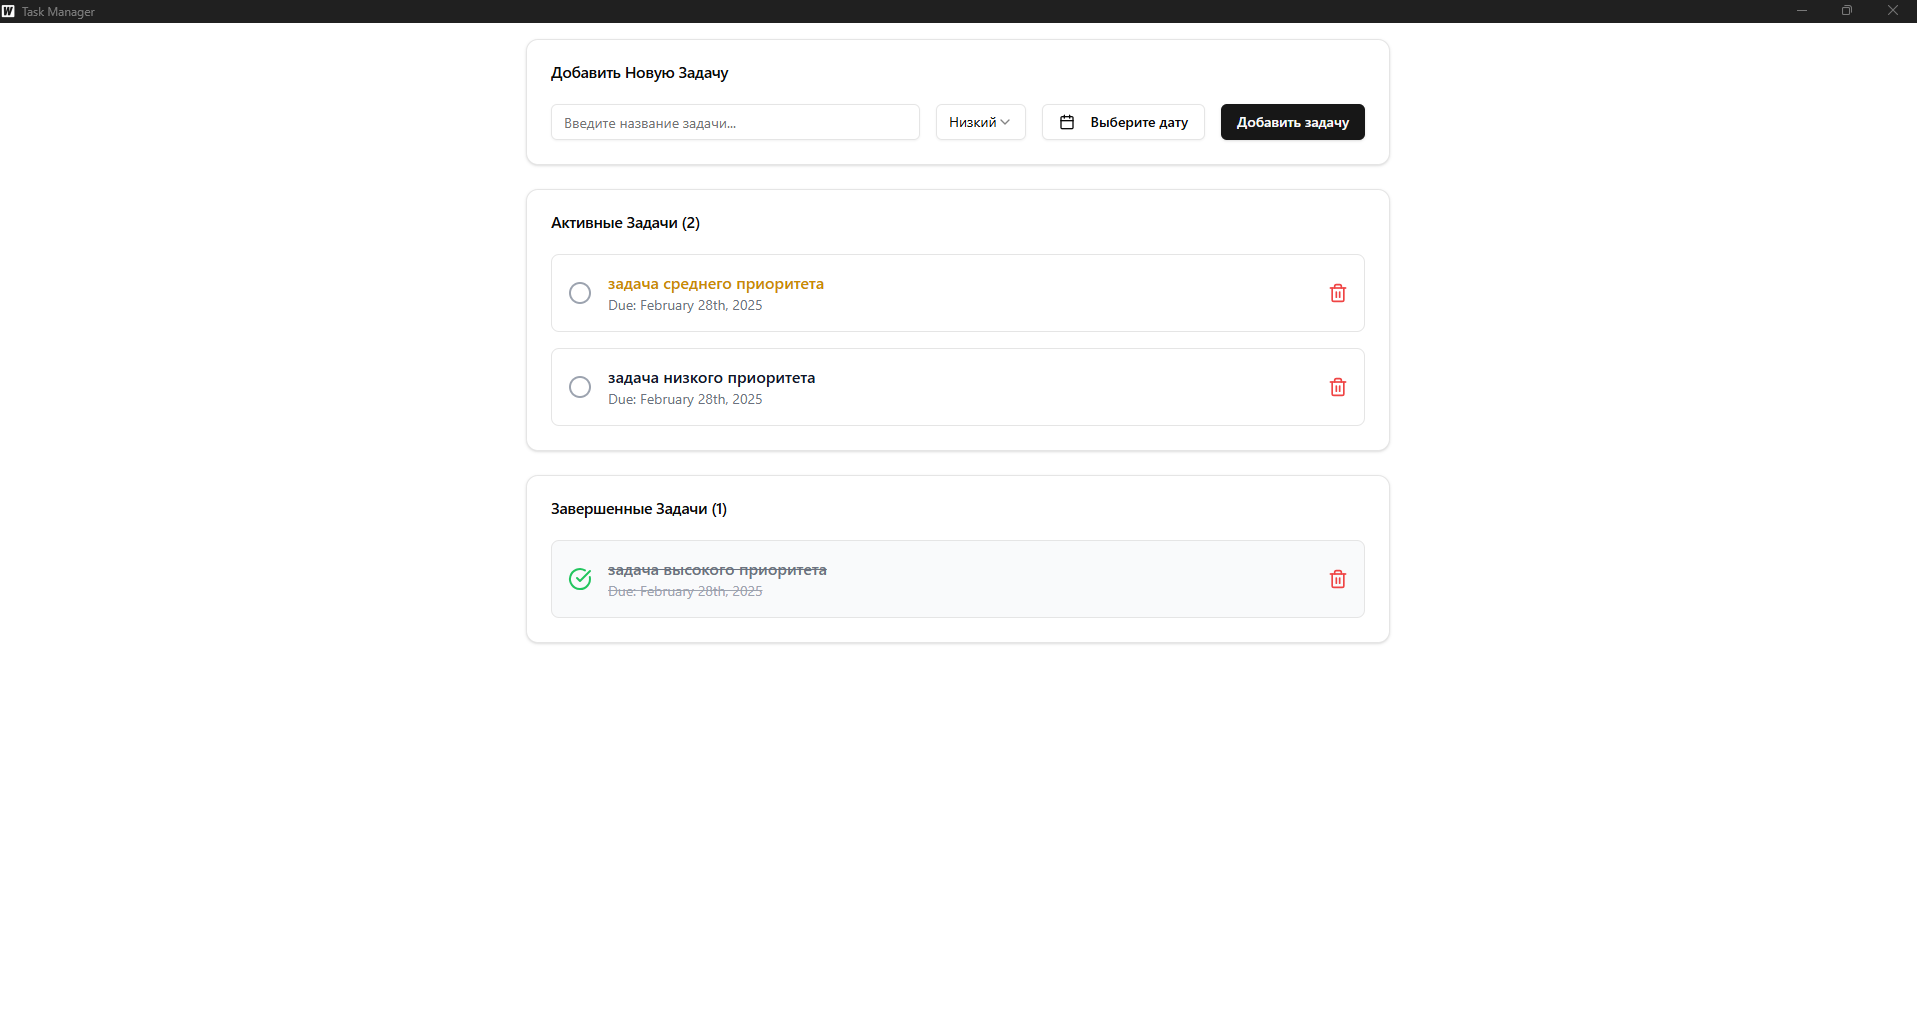 Task Manager
Добавить Новую Задачу
Введите название задачи...
Низкий
Выберите дату
Добавить задачу
Активные Задачи (2)
задача среднего приоритета
Due: February 28th, 2025
задача низкого приоритета
Due: February 28th, 2025
Завершенные Задачи (1)
задача высокого приоритета
Due: February 28th, 2025